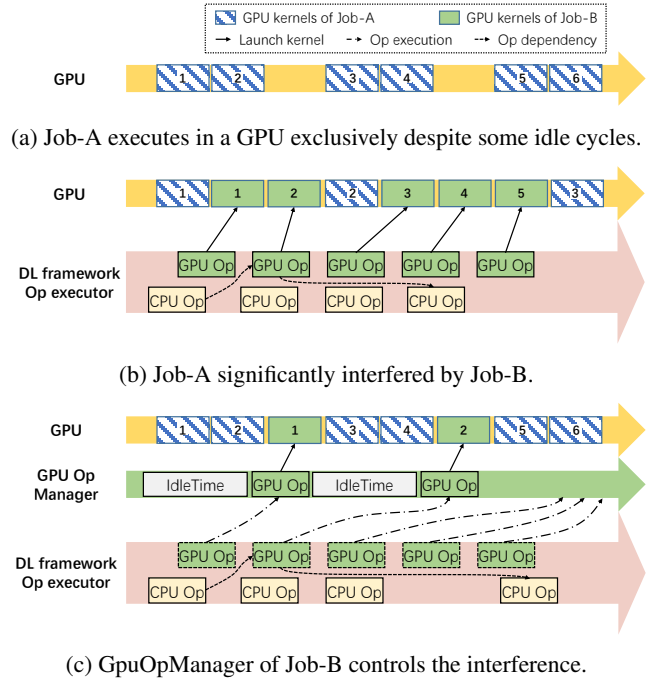 GPU kernels of Job-A GPU kernels of Job-B
Launch kernel Op execution Op dependency
GPU 1 2 3 4 5 6
(a) Job-A executes in a GPU exclusively despite some idle cycles.
GPU 1 1 2 2 3 4 5 3
GPU Op GPU Op GPU Op GPU Op GPU Op
DL framework
Op executor
CPU Op CPU Op CPU Op CPU Op
(b) Job-A significantly interfered by Job-B.
GPU 1 2 1 3 4 2 5 6
GPU Op
Manager
IdleTime GPU Op IdleTime GPU Op
GPU Op GPU Op GPU Op GPU Op GPU Op
DL framework
Op executor
CPU Op CPU Op CPU Op CPU Op
(c) GpuOpManager of Job-B controls the interference.